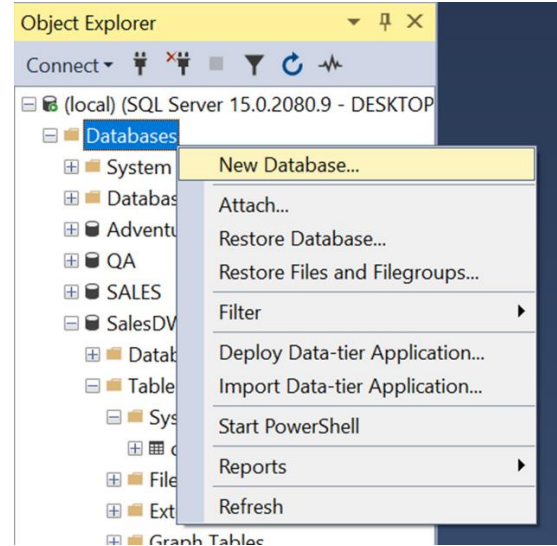 Object Explorer
Connect
(local) (SQL Server 15.0.2080.9 - DESKTOP
Databases
System
New Database...
Databas
Attach...
Adventu
Restore Database...
QA
Restore Files and Filegroups...
SALES
Filter
SalesDW
Datab
Deploy Data-tier Application...
Table
Import Data-tier Application...
Sys
Start PowerShell
File
Reports
Ext
Refresh
Graph Tables